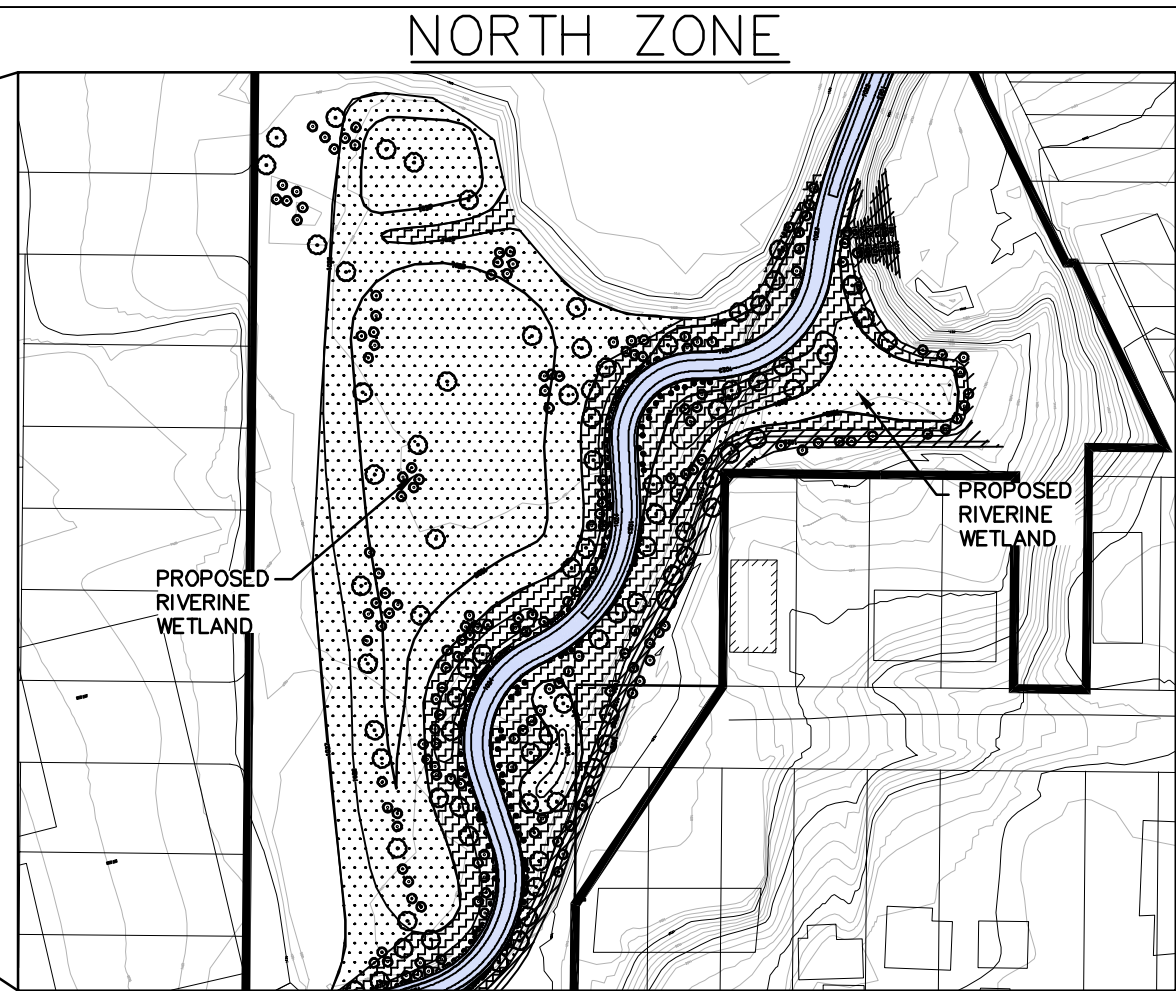 NORTH ZONE
PROPOSED
RIVERINE
WETLAND
PROPOSED
RIVERINE
WETLAND